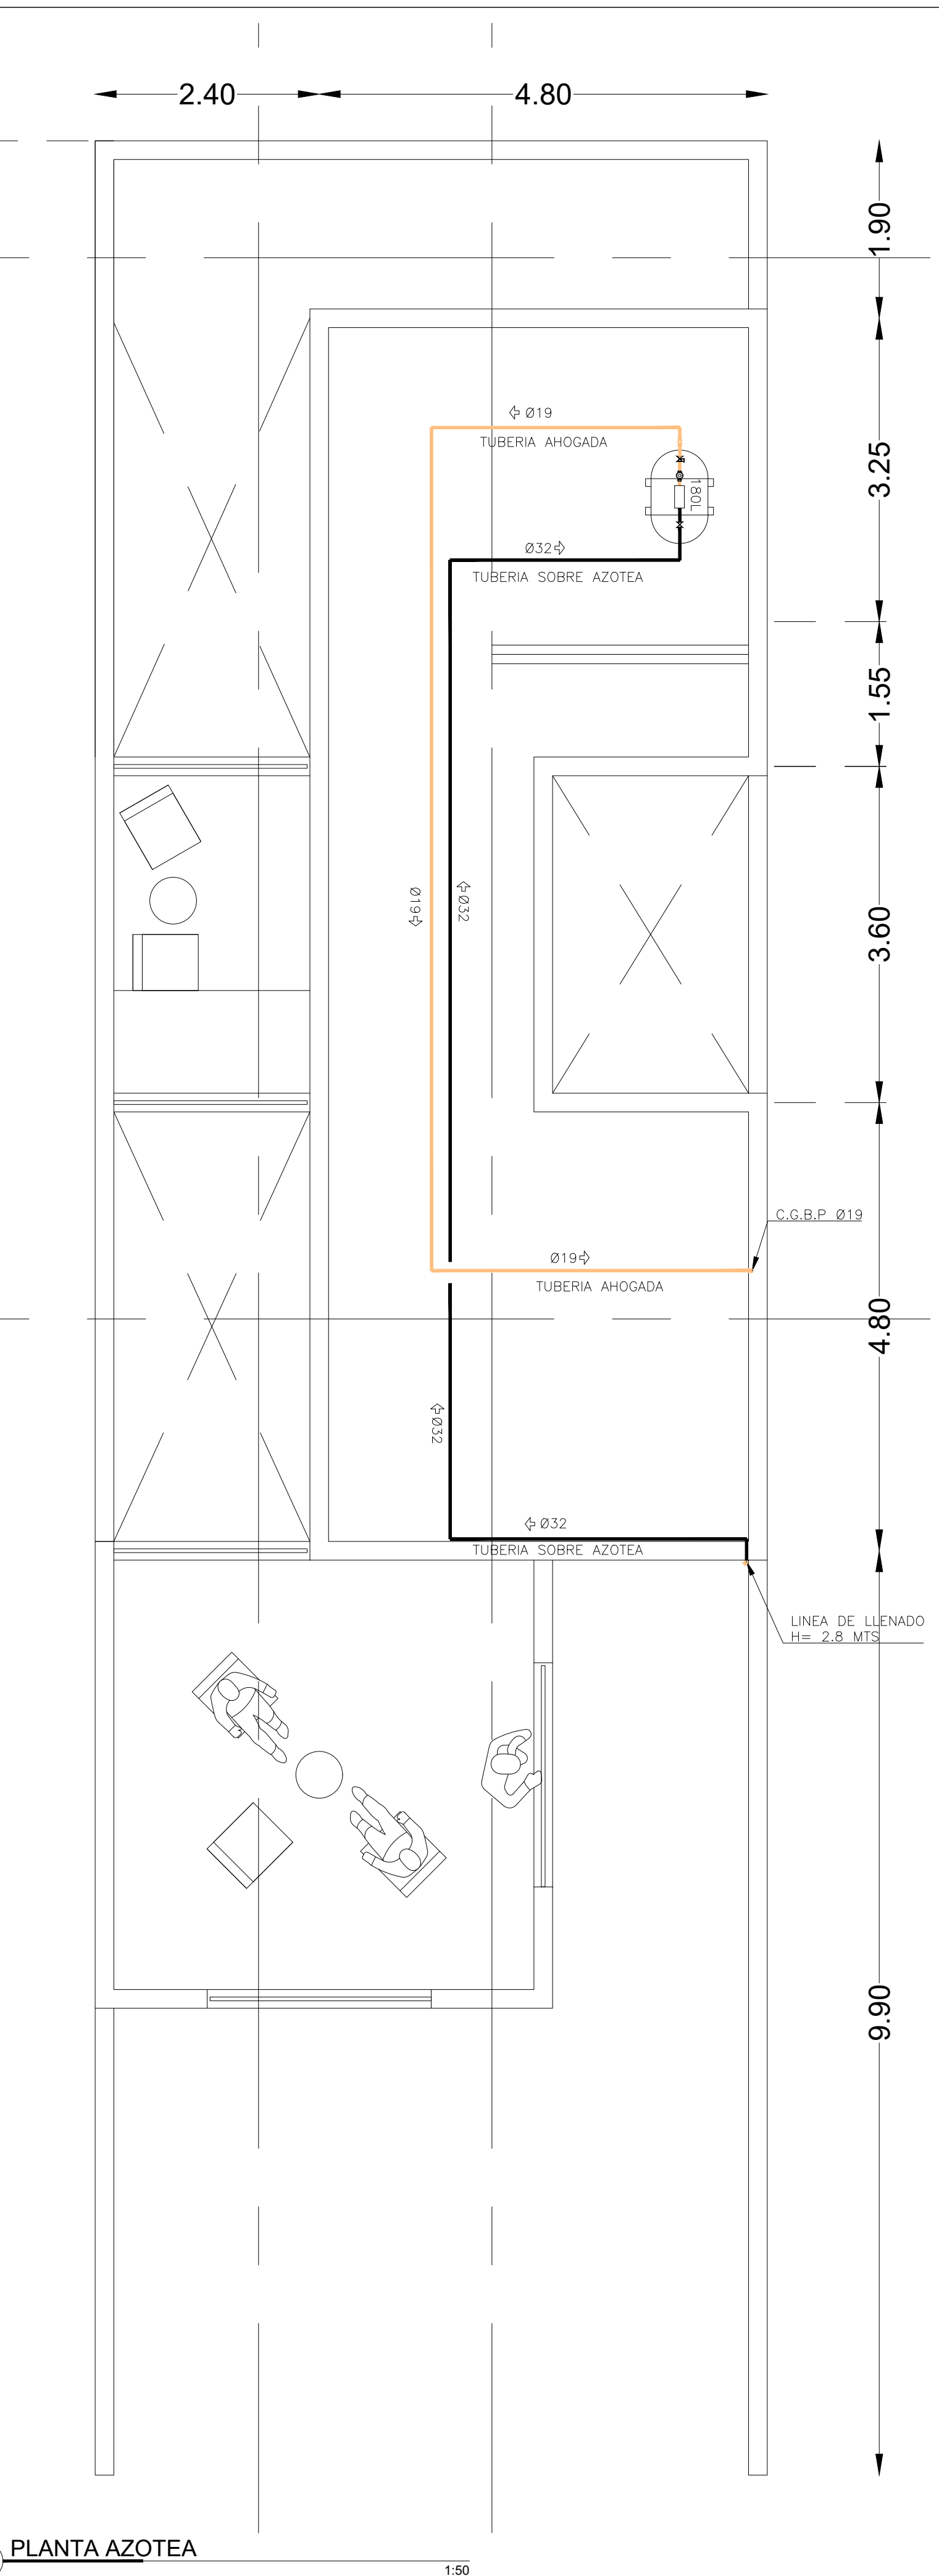 2.40
4.80
1.90
Ø19
TUBERIA AHOGADA
3.25
180L
Ø32
TUBERIA SOBRE AZOTEA
1.55
Ø19
Ø32
3.60
C.G.B.P Ø19
Ø19
TUBERIA AHOGADA
4.80
Ø32
Ø32
TUBERIA SOBRE AZOTEA
LINEA DE LLENADO
H= 2.8 MTS
9.90
PLANTA AZOTEA
1:50